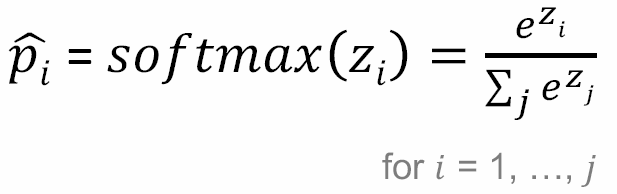 p̂ᵢ = softmax(zᵢ) = e^{zᵢ} / ∑ⱼ e^{zⱼ}
for i = 1, …, j